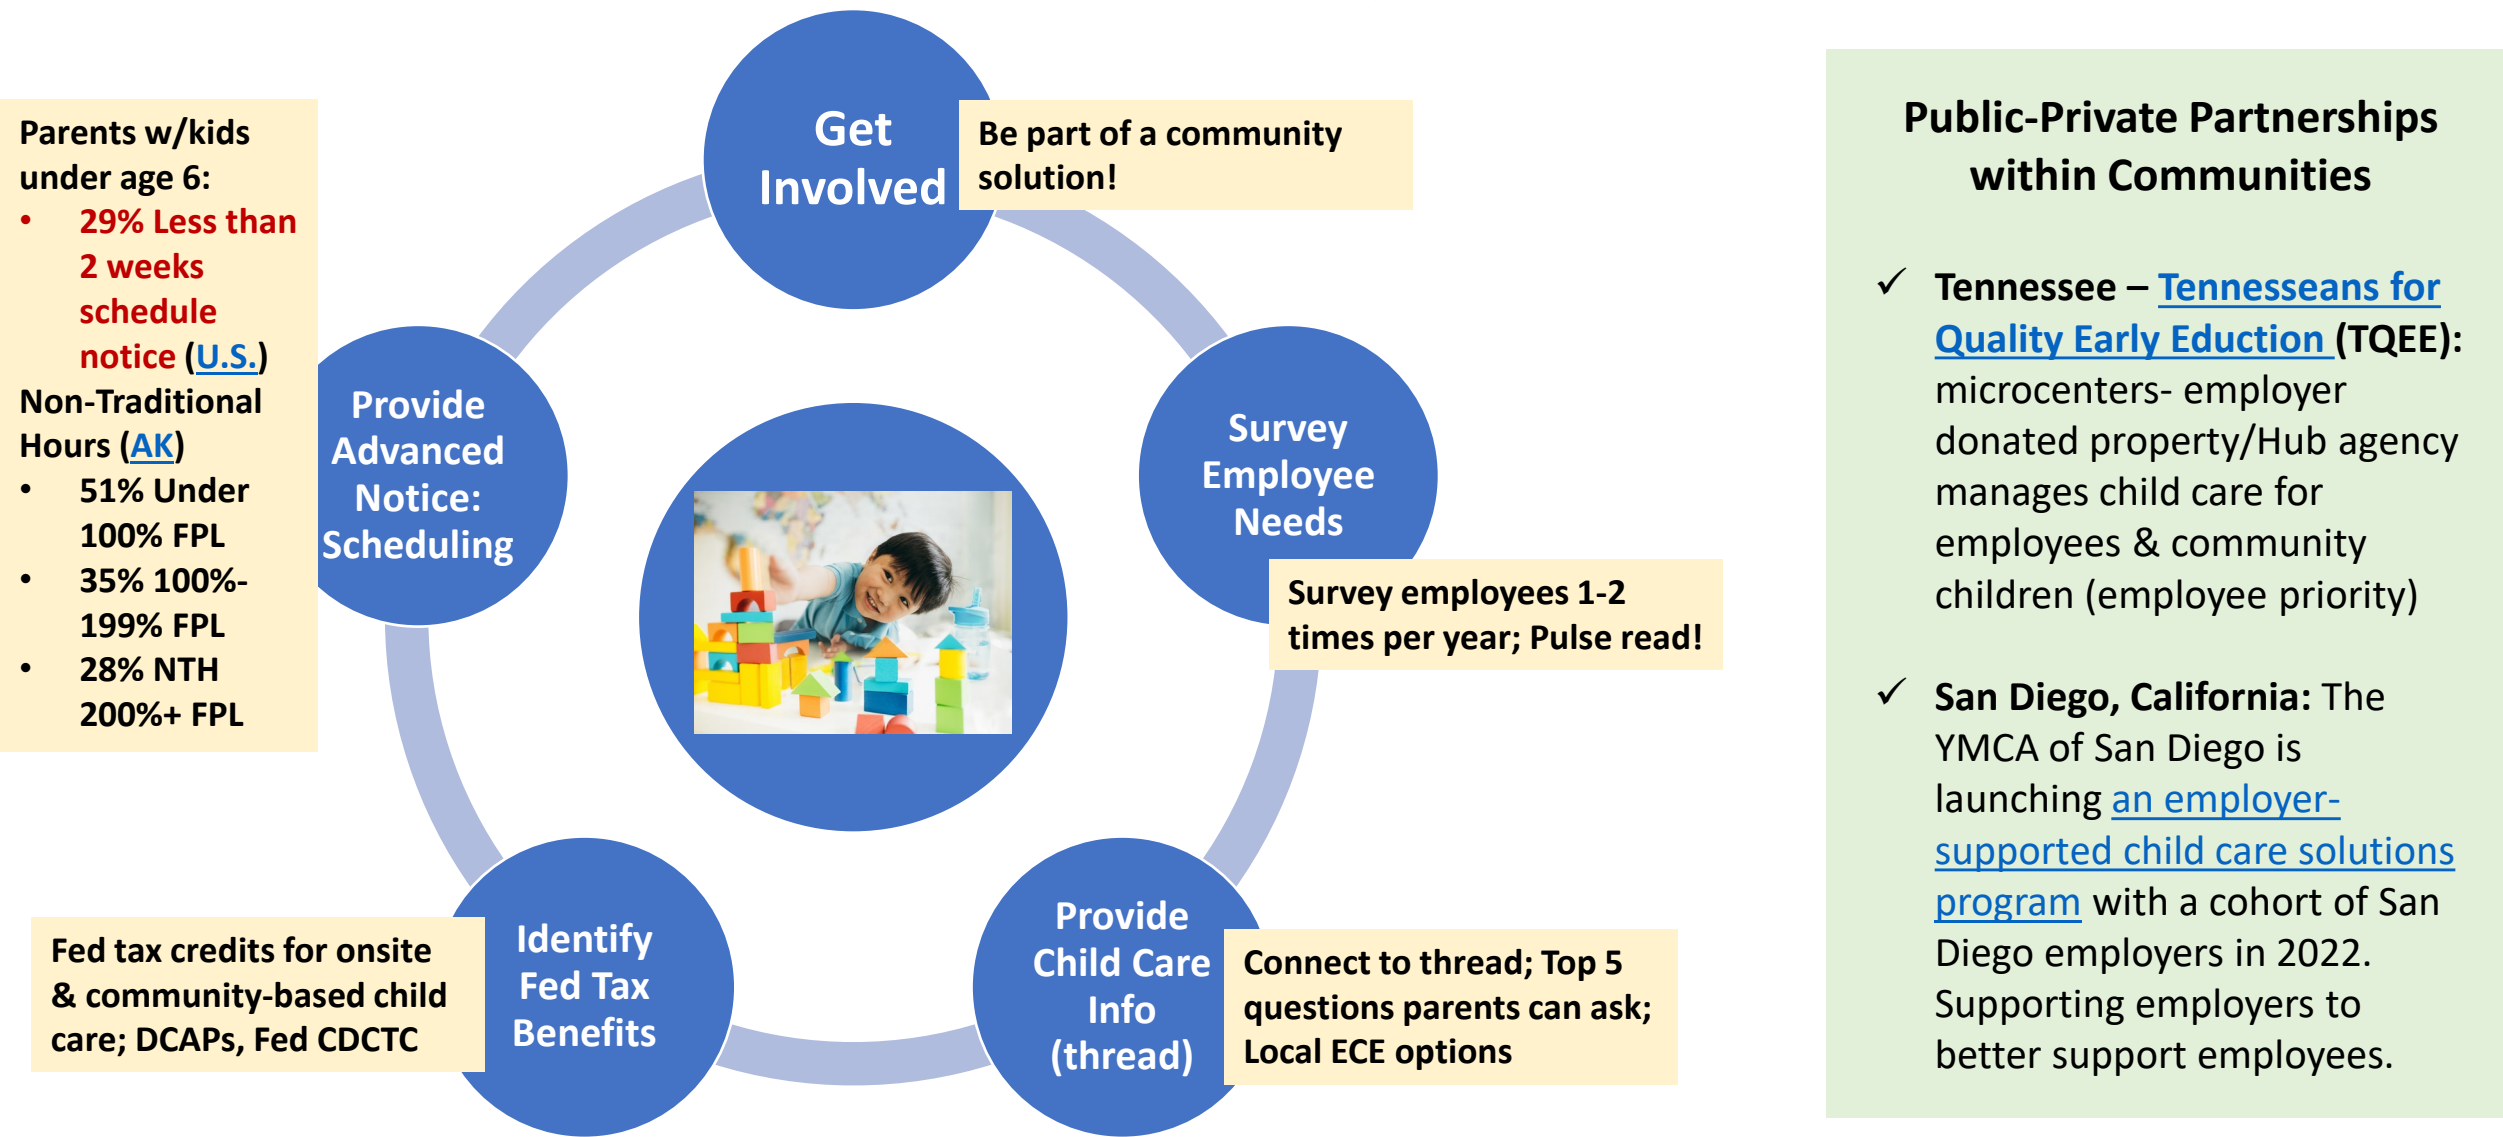 Get
Involved
Be part of a community
solution!
Survey
Employee
Needs
Survey employees 1-2
times per year; Pulse read!
Provide
Child Care
Info
(thread)
Connect to thread; Top 5
questions parents can ask;
Local ECE options
Identify
Fed Tax
Benefits
Fed tax credits for onsite
& community-based child
care; DCAPs, Fed CDCTC
Provide
Advanced
Notice:
Scheduling
Parents w/kids
under age 6:
• 29% Less than
2 weeks
schedule
notice (U.S.)
Non-Traditional
Hours (AK)
• 51% Under
100% FPL
• 35% 100%-
199% FPL
• 28% NTH
200%+ FPL
Public-Private Partnerships
within Communities
✓ Tennessee – Tennesseans for
Quality Early Eduction (TQEE):
microcenters- employer
donated property/Hub agency
manages child care for
employees & community
children (employee priority)
✓ San Diego, California: The
YMCA of San Diego is
launching an employer-
supported child care solutions
program with a cohort of San
Diego employers in 2022.
Supporting employers to
better support employees.